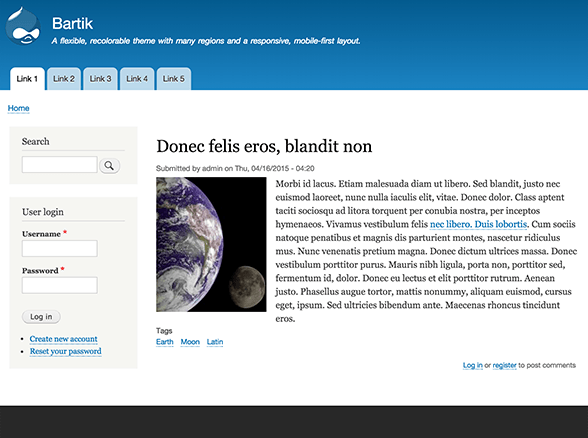 Bartik
A flexible, recolorable theme with many regions and a responsive, mobile-first layout.
Link 1 Link 2 Link 3 Link 4 Link 5
Home
Search
User login
Username *
Password *
Log in
Create new account
Reset your password
Donec felis eros, blandit non
Submitted by admin on Thu, 04/16/2015 - 04:20
Morbi id lacus. Etiam malesuada diam ut libero. Sed blandit, justo nec
euismod laoreet, nunc nulla iaculis elit, vitae. Donec dolor. Class aptent
taciti sociosqu ad litora torquent per conubia nostra, per inceptos
hymenaeos. Vivamus vestibulum felis nec libero. Duis lobortis. Cum sociis
natoque penatibus et magnis dis parturient montes, nascetur ridiculus
mus. Nunc venenatis pretium magna. Donec dictum ultrices massa. Donec
vestibulum porttitor purus. Mauris nibh ligula, porta non, porttitor sed,
fermentum id, dolor. Donec eu lectus et elit porttitor rutrum. Aenean
justo. Phasellus augue tortor, mattis nonummy, aliquam euismod, cursus
eget, ipsum. Sed ultricies bibendum ante. Maecenas rhoncus tincidunt
eros.
Tags
Earth Moon Latin
Log in or register to post comments